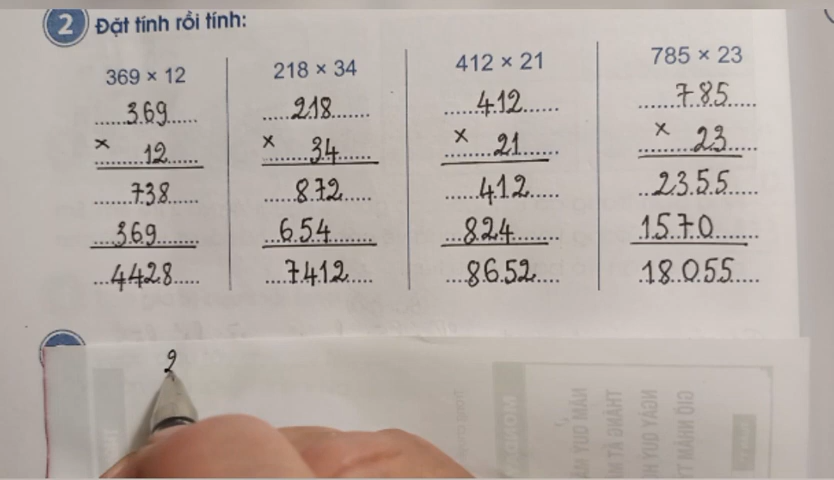 2 Đặt tính rồi tính:
369 × 12
218 × 34
412 × 21
785 × 23
369 218 412 785
× 12 × 34 × 21 × 23
738 872 412 2355
369 654 824 1570
4428 7412 8652 18055
2